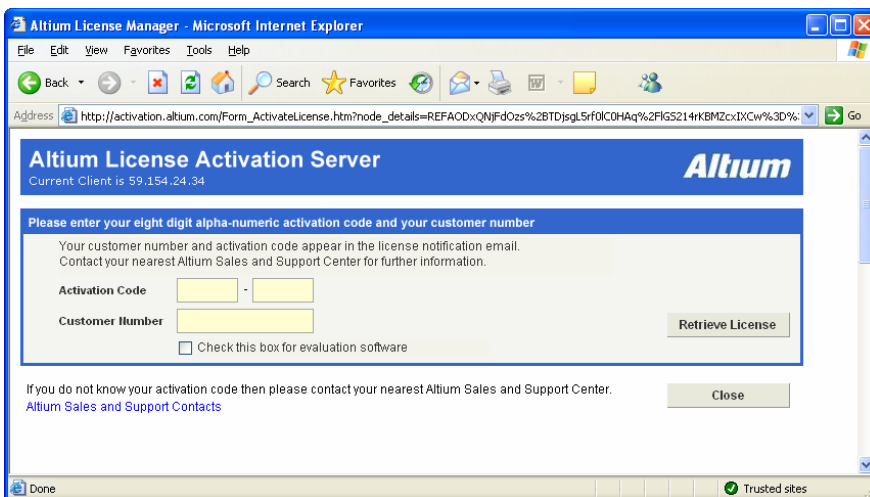 Altium License Manager - Microsoft Internet Explorer
File Edit View Favorites Tools Help
Back Search Favorites
Address http://activation.altium.com/Form_ActivateLicense.htm?node_details=REFAODxQNjFdOzs%2BTDjsgL5rf0lC0HAq%2FlG5214rKBMZcxIXCw%3D%: Go
Altium License Activation Server
Current Client is 59.154.24.34
Altium
Please enter your eight digit alpha-numeric activation code and your customer number
Your customer number and activation code appear in the license notification email.
Contact your nearest Altium Sales and Support Center for further information.
Activation Code -
Customer Number
Retrieve License
Check this box for evaluation software
If you do not know your activation code then please contact your nearest Altium Sales and Support Center.
Close
Altium Sales and Support Contacts
Done Trusted sites